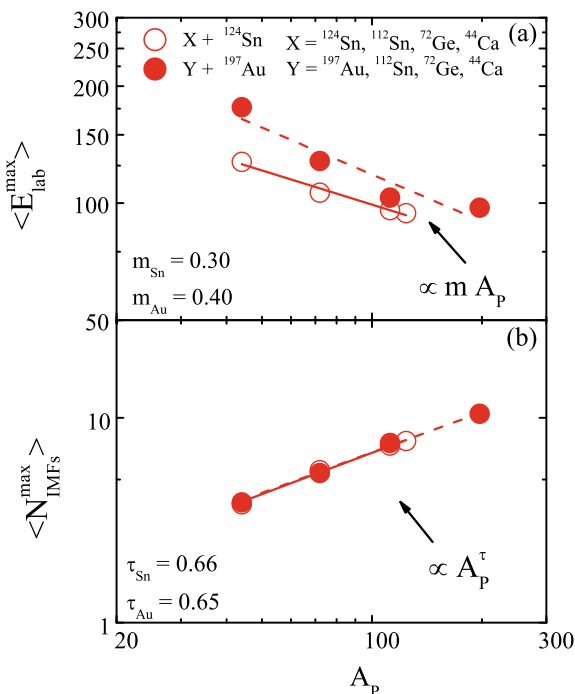 300
250
200
150
100
<E^max_lab>
(a)
X + ^124Sn X = ^124Sn, ^112Sn, ^72Ge, ^44Ca
Y + ^197Au Y = ^197Au, ^112Sn, ^72Ge, ^44Ca
m_Sn = 0.30
m_Au = 0.40
∝ m A_P
50
10
1
<N^max_IMFs>
(b)
τ_Sn = 0.66
τ_Au = 0.65
∝ A_P^τ
20 100 300
A_P